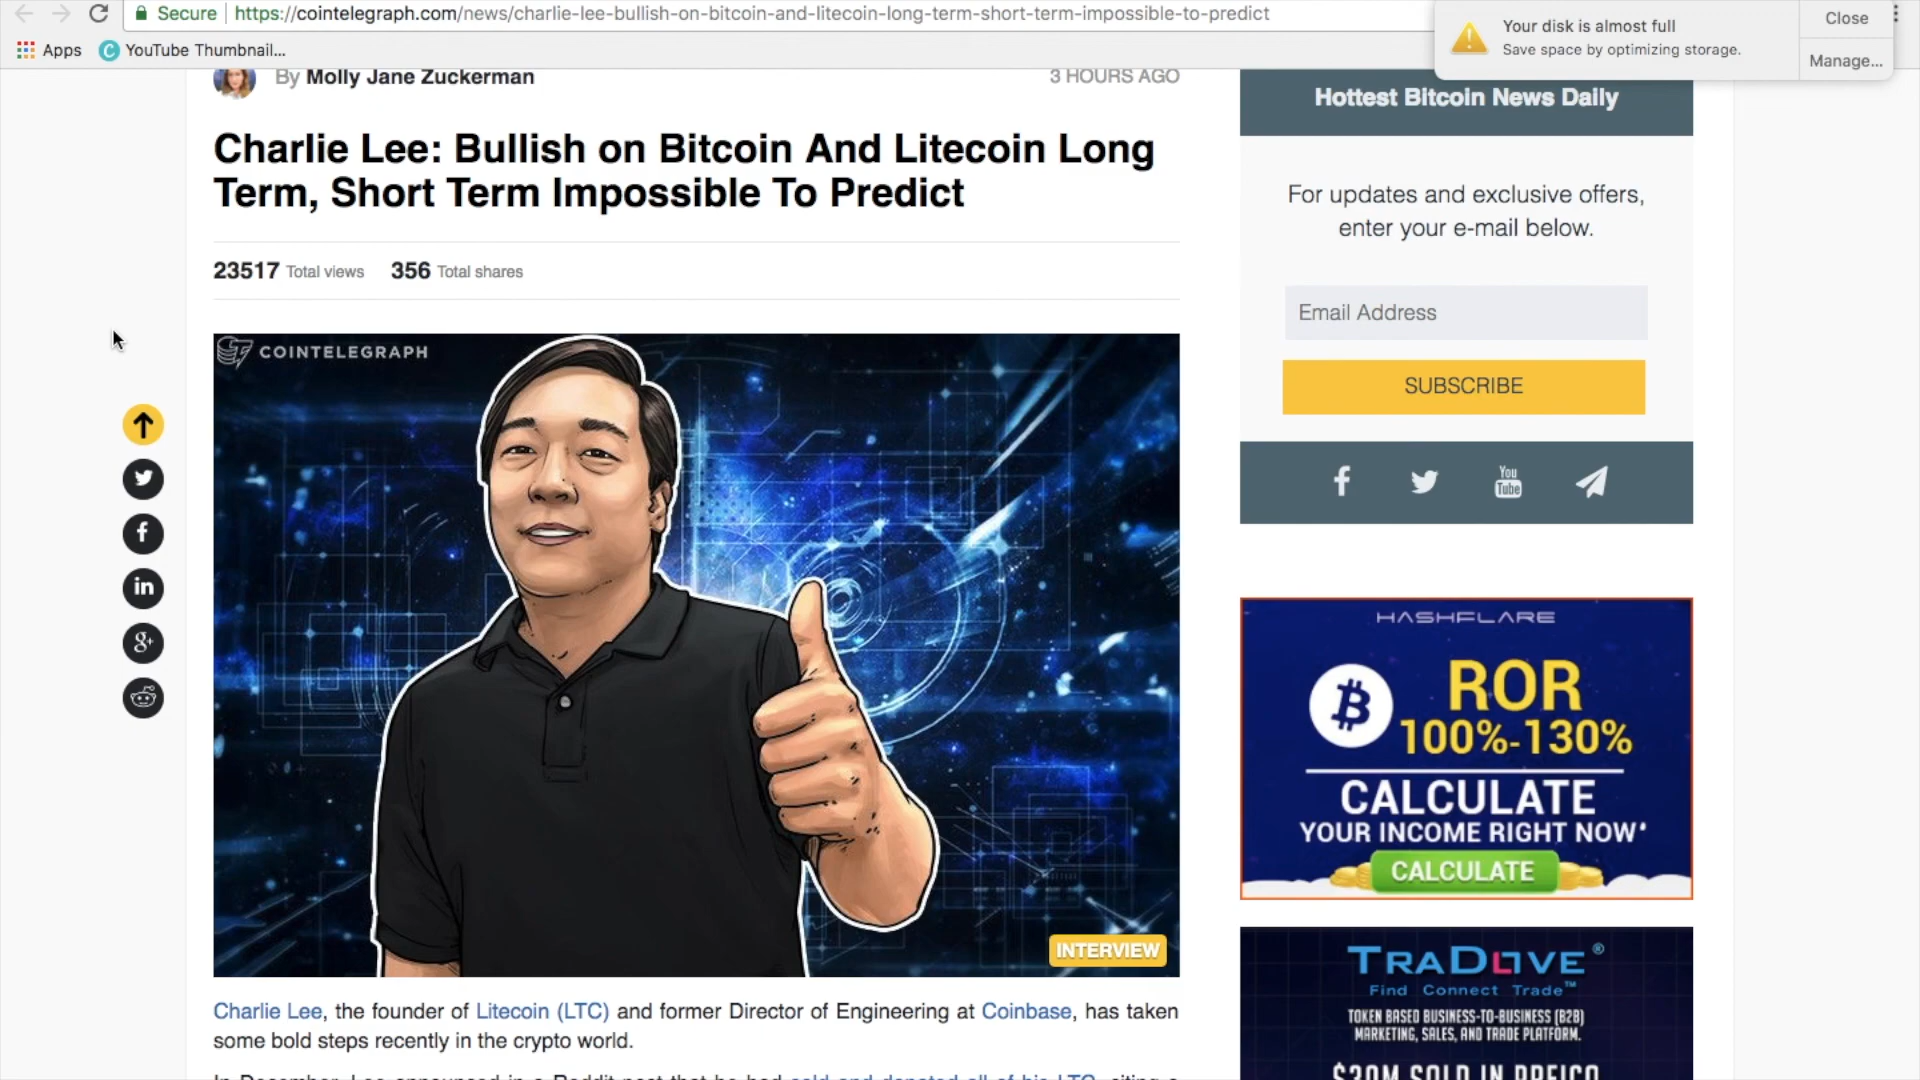 Secure
https://cointelegraph.com/news/charlie-lee-bullish-on-bitcoin-and-litecoin-long-term-short-term-impossible-to-predict
Your disk is almost full
Save space by optimizing storage.
Close
Manage...
Apps
YouTube Thumbnail...
By Molly Jane Zuckerman
3 HOURS AGO
Charlie Lee: Bullish on Bitcoin And Litecoin Long
Term, Short Term Impossible To Predict
23517 Total views 356 Total shares
COINTELEGRAPH
INTERVIEW
Charlie Lee, the founder of Litecoin (LTC) and former Director of Engineering at Coinbase, has taken
some bold steps recently in the crypto world.
In December, Lee announced in a Reddit post that he had sold and donated all of his LTC, citing a
Hottest Bitcoin News Daily
For updates and exclusive offers,
enter your e-mail below.
Email Address
SUBSCRIBE
You
Tube
HASHFLARE
ROR
100%-130%
CALCULATE
YOUR INCOME RIGHT NOW*
CALCULATE
TRADOVE®
Find Connect Trade™
TOKEN BASED BUSINESS-TO-BUSINESS (B2B)
MARKETING, SALES, AND TRADE PLATFORM.
$30M SOLD IN PREICO